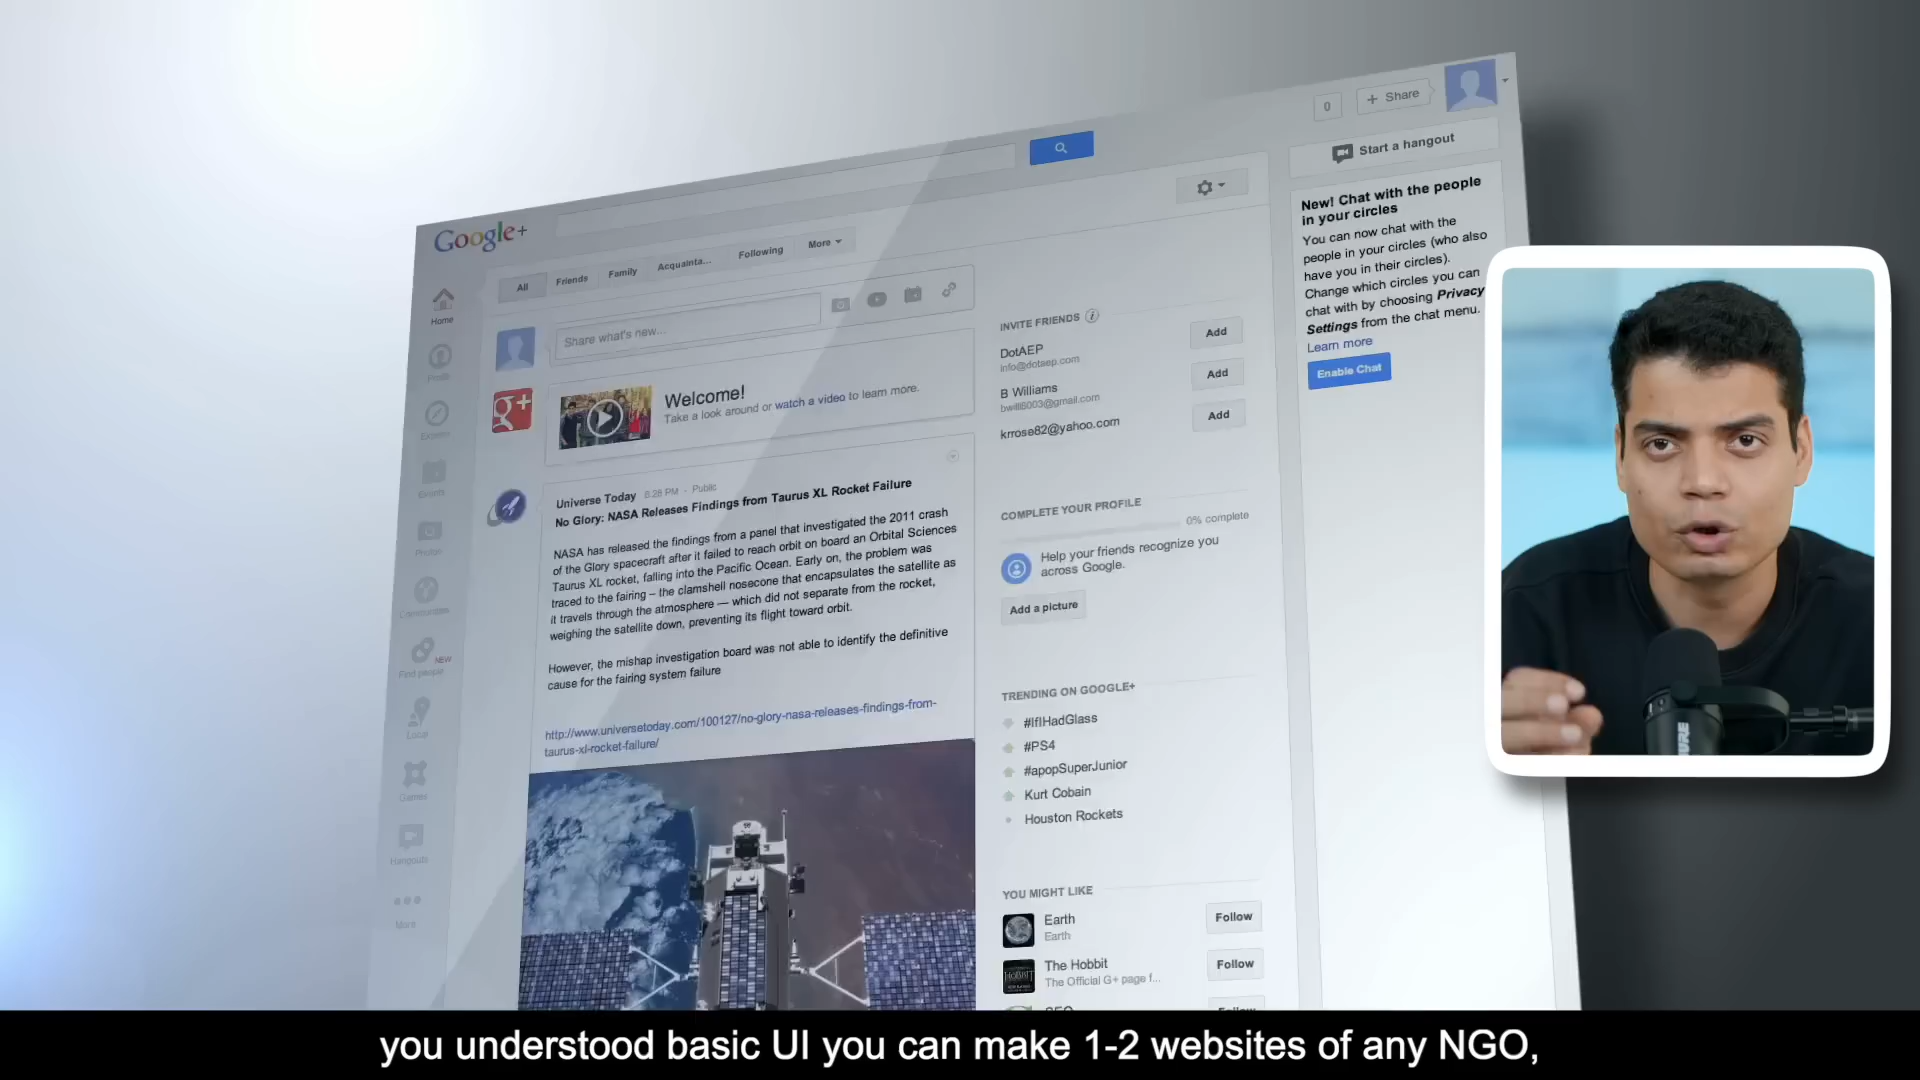 0
+ Share
Start a hangout
Google+
New! Chat with the people
in your circles
You can now chat with the
people in your circles (who also
have you in their circles).
Change which circles you can
chat with by choosing Privacy
Settings from the chat menu.
Learn more
Enable Chat
All Friends Family Acquainta... Following More
Home
Profile
Explore
Events
Photos
Communities
Find people NEW
Local
Games
Hangouts
More
Share what's new...
Welcome!
Take a look around or watch a video to learn more.
g+
Universe Today 8:28 PM - Public
No Glory: NASA Releases Findings from Taurus XL Rocket Failure
NASA has released the findings from a panel that investigated the 2011 crash
of the Glory spacecraft after it failed to reach orbit on board an Orbital Sciences
Taurus XL rocket, falling into the Pacific Ocean. Early on, the problem was
traced to the fairing – the clamshell nosecone that encapsulates the satellite as
it travels through the atmosphere — which did not separate from the rocket,
weighing the satellite down, preventing its flight toward orbit.
However, the mishap investigation board was not able to identify the definitive
cause for the fairing system failure
http://www.universetoday.com/100127/no-glory-nasa-releases-findings-from-
taurus-xl-rocket-failure/
INVITE FRIENDS
DotAEP
info@dotaep.com
Add
B Williams
bwill6003@gmail.com
Add
krrose82@yahoo.com
Add
COMPLETE YOUR PROFILE
0% complete
Help your friends recognize you
across Google.
Add a picture
TRENDING ON GOOGLE+
#IfIHadGlass
#PS4
#apopSuperJunior
Kurt Cobain
Houston Rockets
YOU MIGHT LIKE
Earth
Earth
Follow
The Hobbit
The Official G+ page f...
Follow
you understood basic UI you can make 1-2 websites of any NGO,